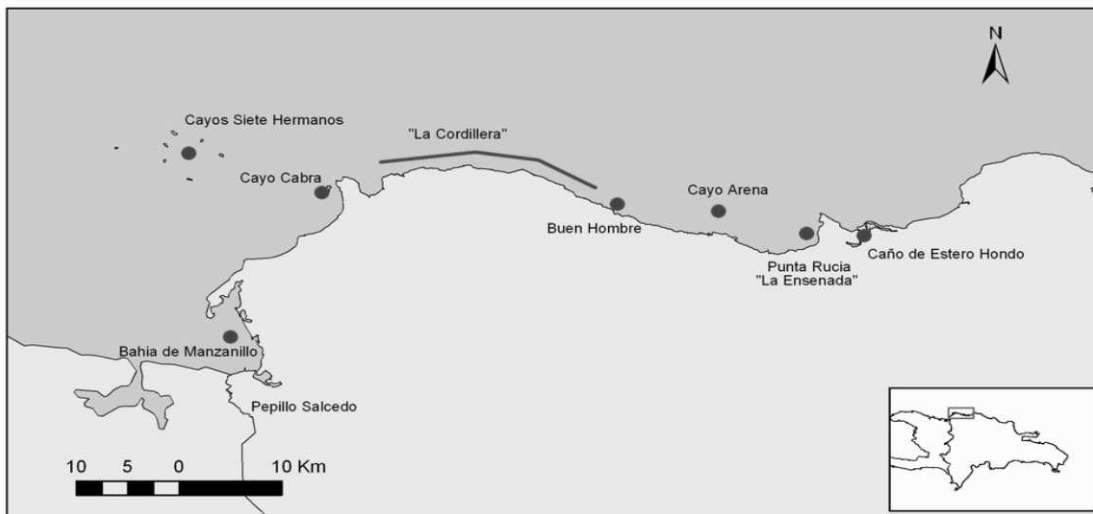 N
Cayos Siete Hermanos
"La Cordillera"
Cayo Cabra
Cayo Arena
Buen Hombre
Caño de Estero Hondo
Punta Rucia
"La Ensenada"
Bahia de Manzanillo
Pepillo Salcedo
10 5 0 10 Km